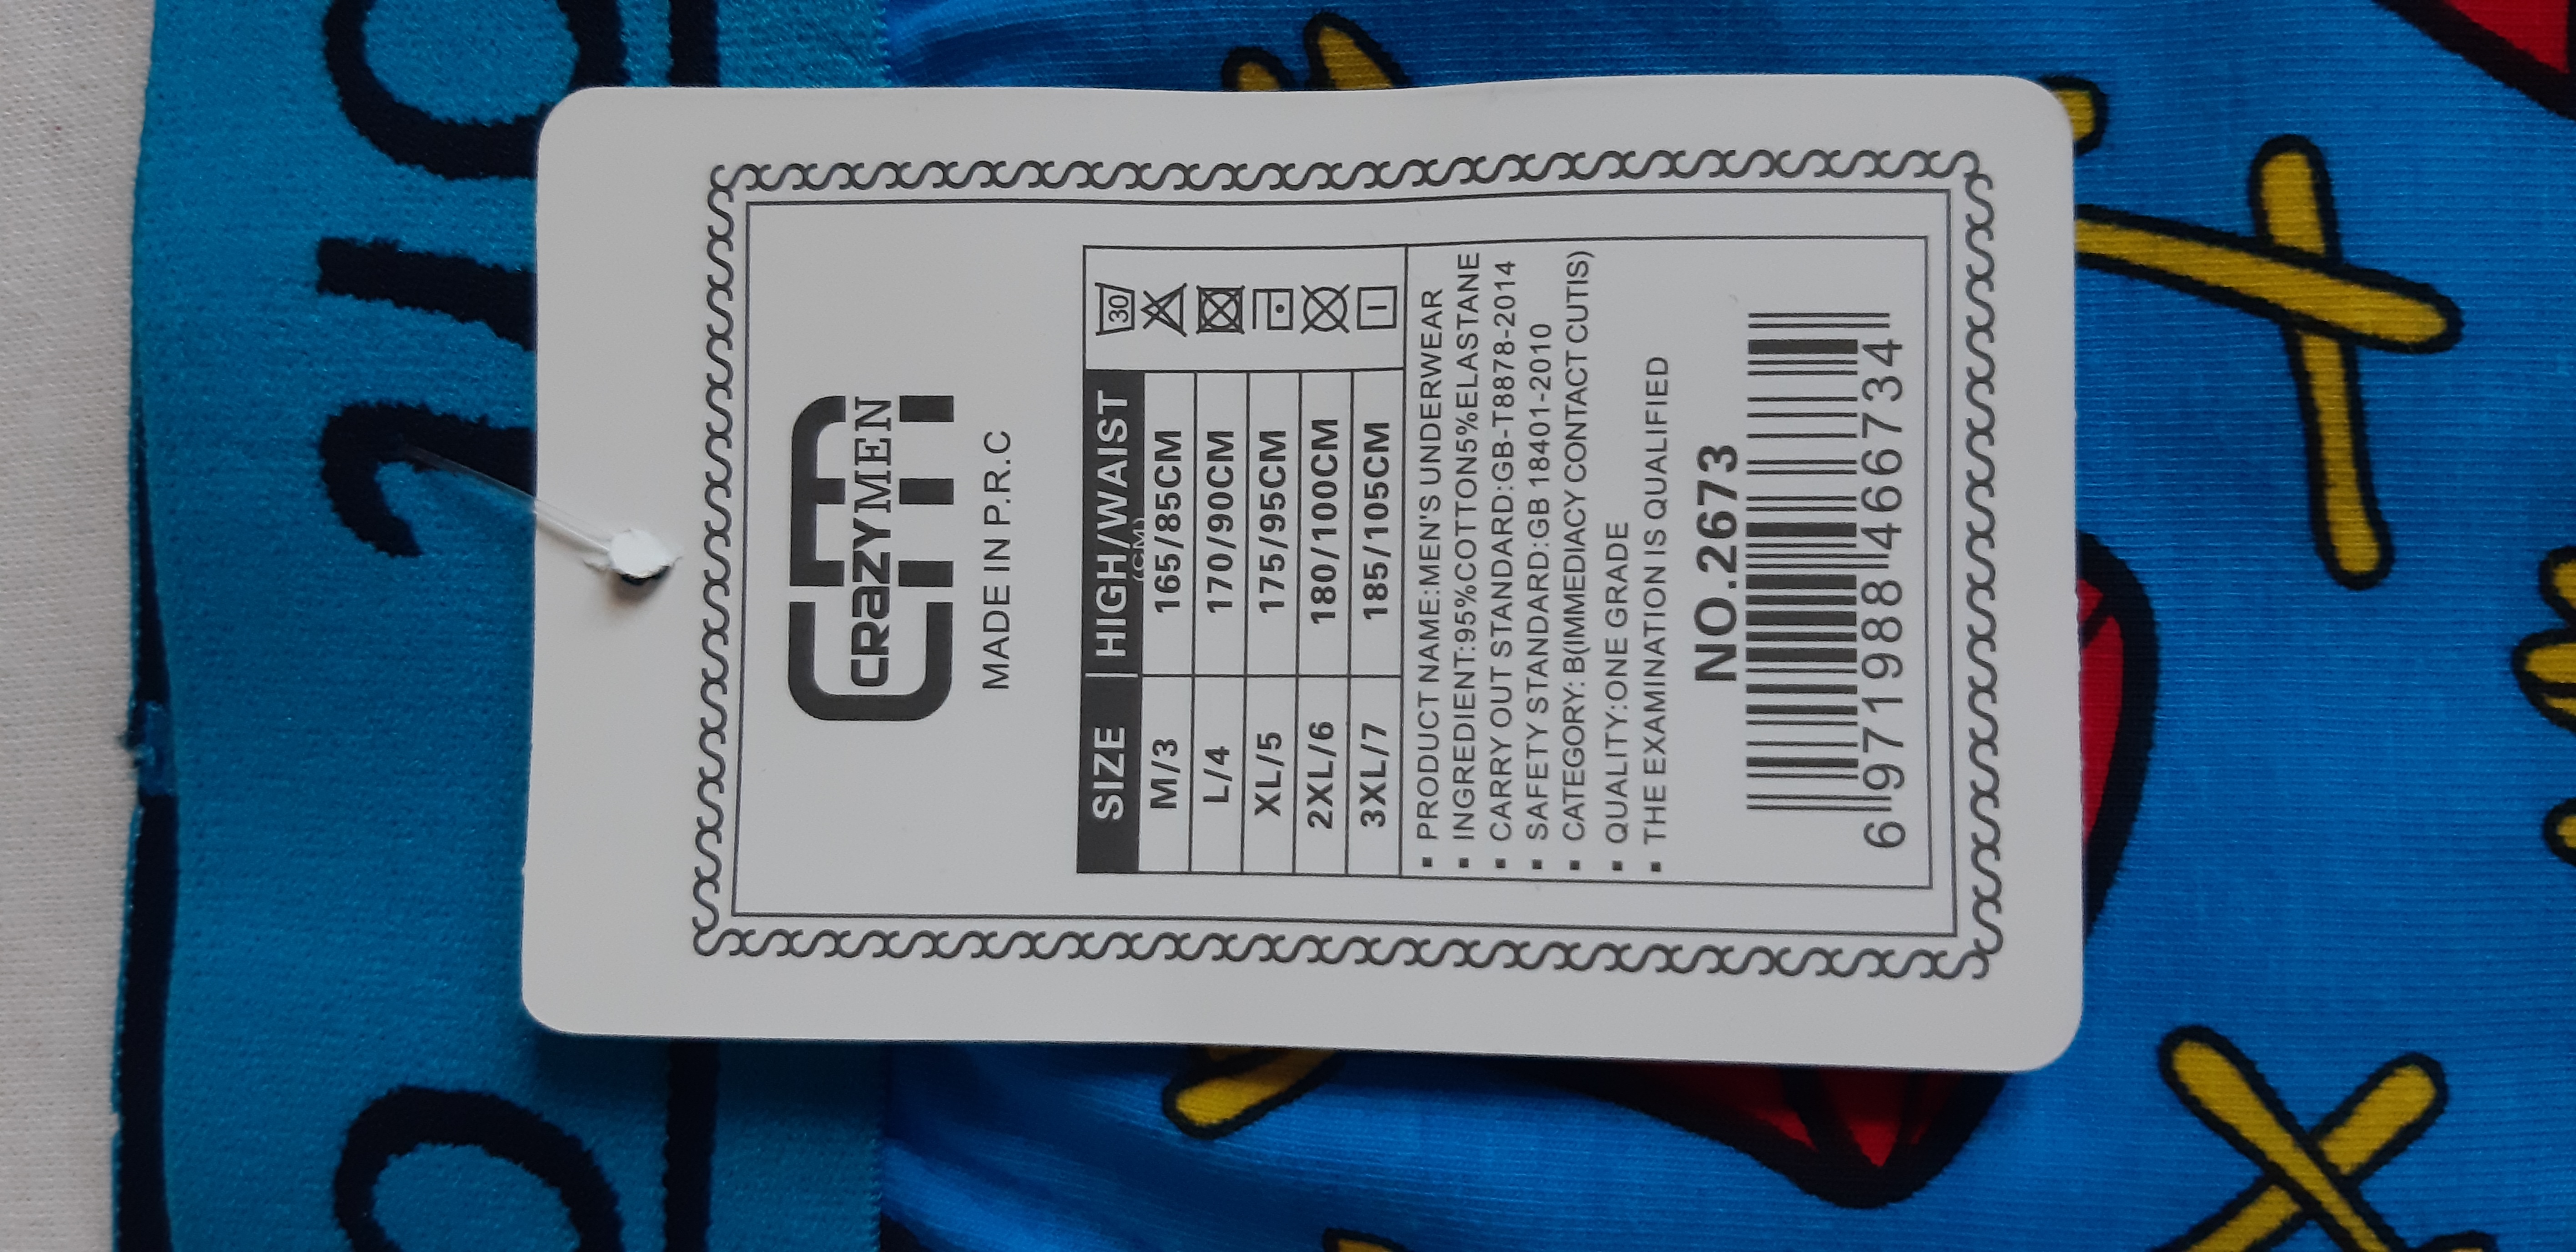 CM
CRaZYMEN
MADE IN P.R.C
SIZE | HIGH/WAIST
(CM)
M/3 165/85CM
L/4 170/90CM
XL/5 175/95CM
2XL/6 180/100CM
3XL/7 185/105CM
30
▪ PRODUCT NAME:MEN'S UNDERWEAR
▪ INGREDIENT:95%COTTON5%ELASTANE
▪ CARRY OUT STANDARD:GB-T8878-2014
▪ SAFETY STANDARD:GB 18401-2010
▪ CATEGORY: B(IMMEDIACY CONTACT CUTIS)
▪ QUALITY:ONE GRADE
▪ THE EXAMINATION IS QUALIFIED
NO.2673
6971988466734